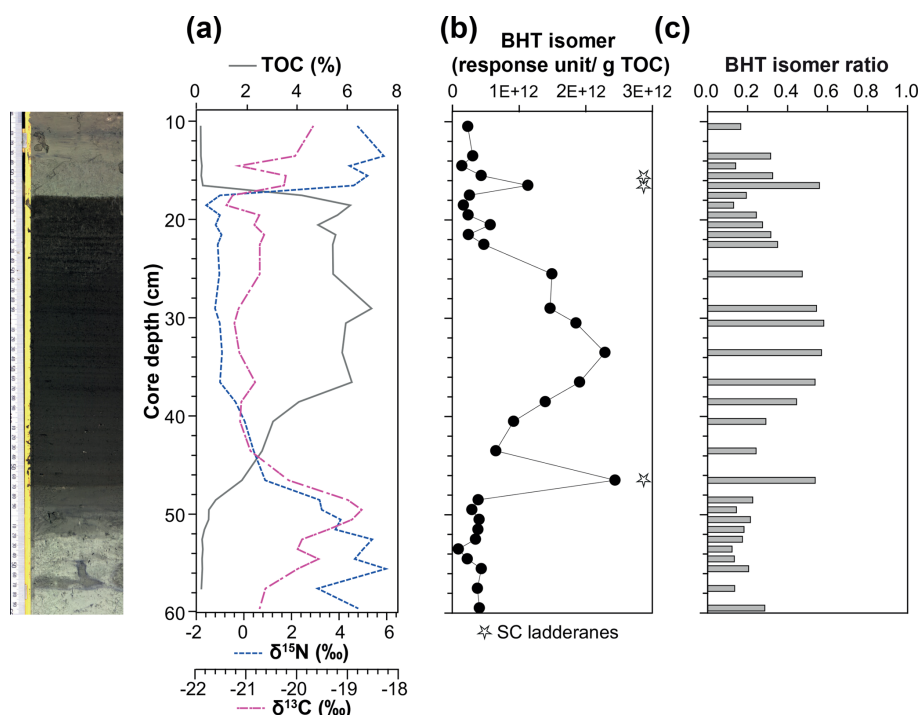 (a)
(b)
(c)
TOC (%)
0 2 4 6 8
BHT isomer
(response unit/ g TOC)
0 1E+12 2E+12 3E+12
BHT isomer ratio
0.0 0.2 0.4 0.6 0.8 1.0
Core depth (cm)
10
20
30
40
50
60
-2 0 2 4 6
δ¹⁵N (‰)
-22 -21 -20 -19 -18
δ¹³C (‰)
SC ladderanes